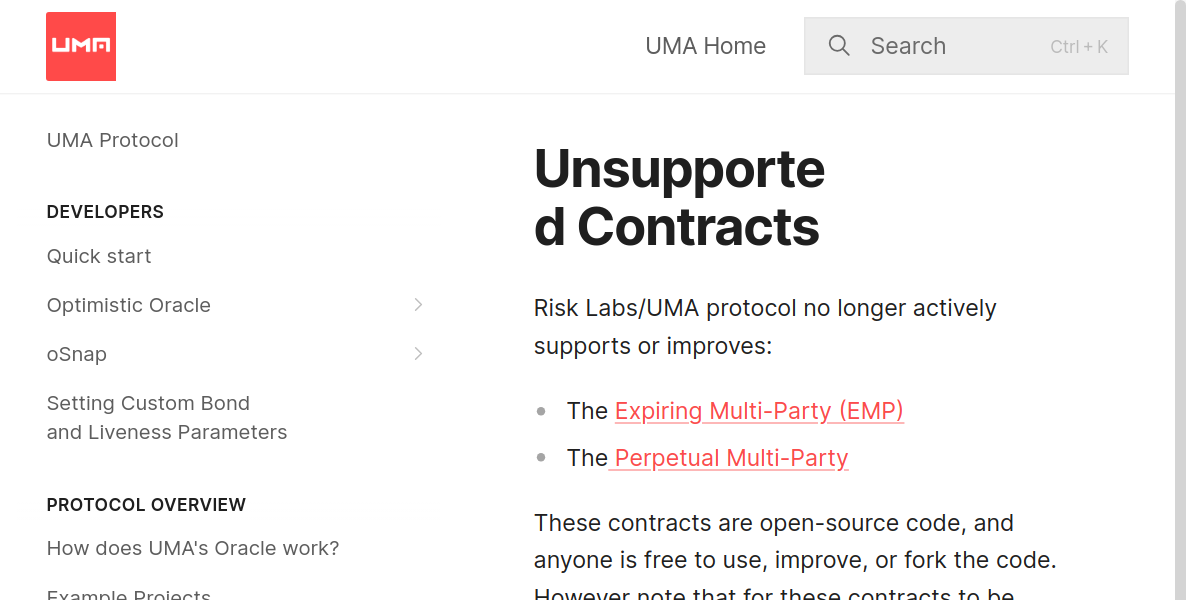 UMA
UMA Home
Search
Ctrl + K
UMA Protocol
DEVELOPERS
Quick start
Optimistic Oracle
oSnap
Setting Custom Bond
and Liveness Parameters
PROTOCOL OVERVIEW
How does UMA's Oracle work?
Example Projects
Unsupporte
d Contracts
Risk Labs/UMA protocol no longer actively
supports or improves:
The Expiring Multi-Party (EMP)
The Perpetual Multi-Party
These contracts are open-source code, and
anyone is free to use, improve, or fork the code.
However note that for these contracts to be